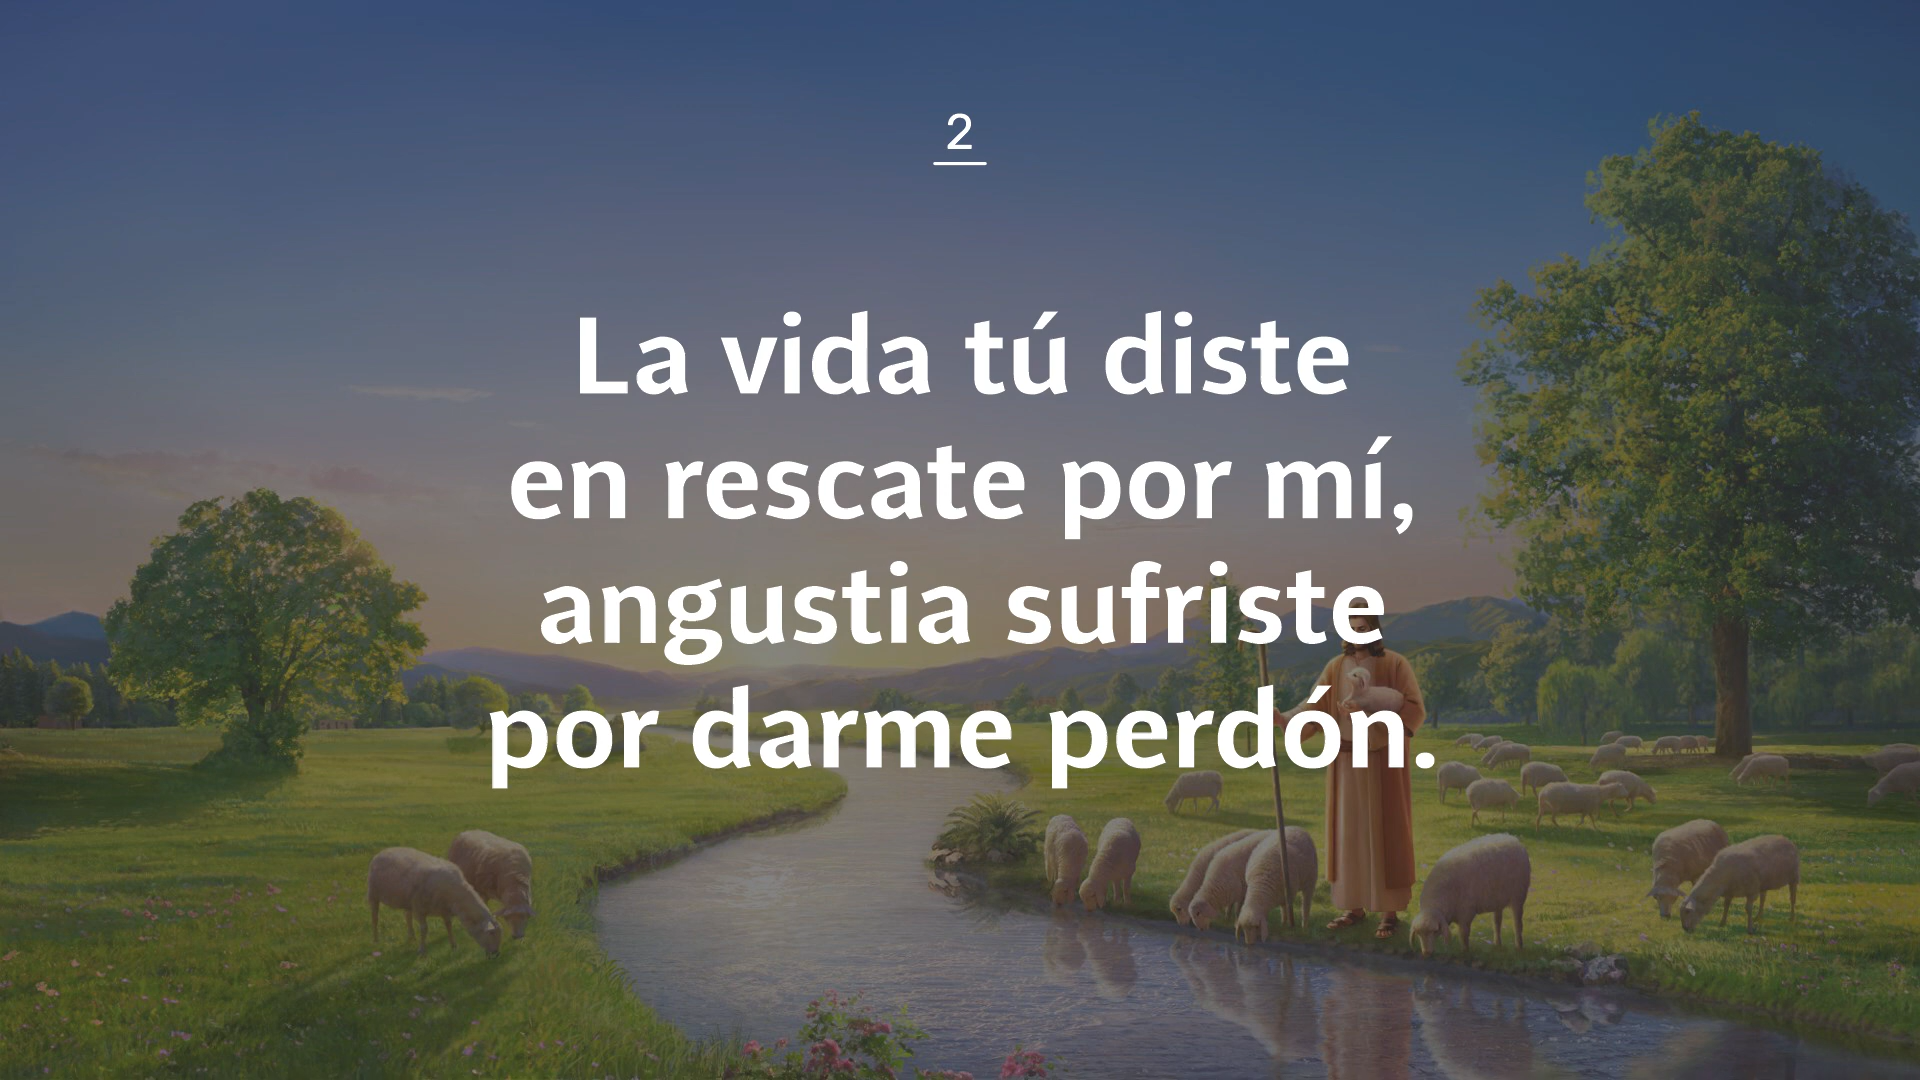 2
La vida tú diste
en rescate por mí,
angustia sufriste
por darme perdón.